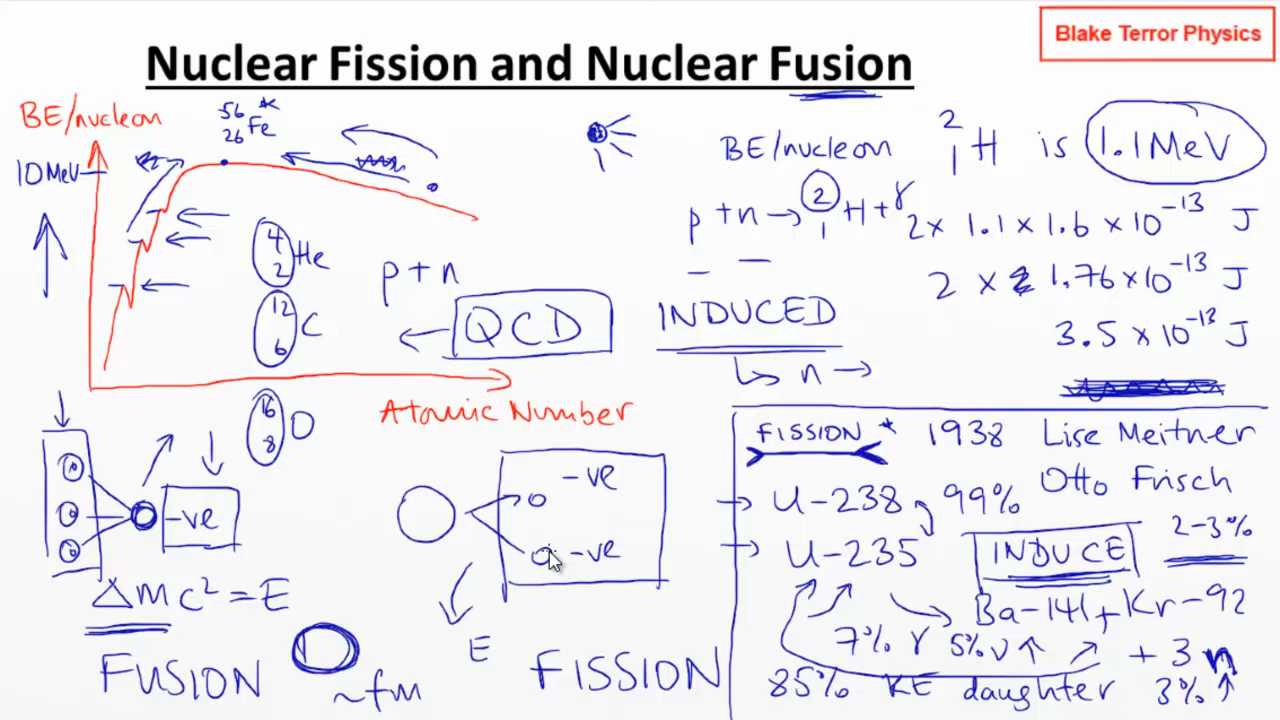 Blake Terror Physics
Nuclear Fission and Nuclear Fusion
BE/nucleon
56 *
26 Fe
10 MeV
4
2 He
12
6 C
16
8 O
p + n
QCD
Atomic Number
BE/nucleon 2 1 H is 1.1 MeV
p + n → 2 1 H + γ
2 × 1.1 × 1.6 × 10⁻¹³ J
2 × 1.76 × 10⁻¹³ J
3.5 × 10⁻¹³ J
INDUCED
↳ n →
-ve
Δmc² = E
FUSION
~fm
-ve
-ve
E
FISSION
FISSION * 1938 Lise Meitner
Otto Frisch
→ U-238 99%
→ U-235 INDUCE 2-3%
Ba-141 + Kr-92
+ 3 n
7% γ 5% ν ↑
85% KE daughter 3% ↑